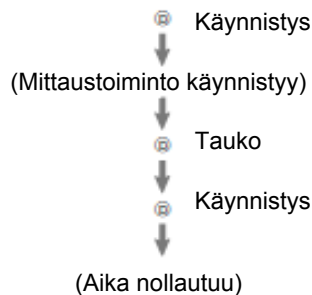 Käynnistys
(Mittaustoiminto käynnistyy)
Tauko
Käynnistys
(Aika nollautuu)